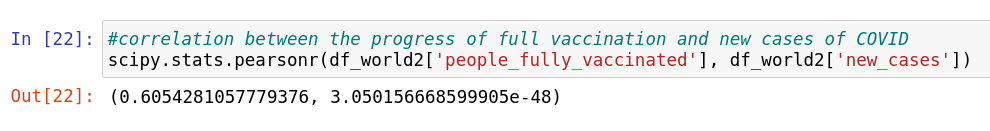 In [22]: #correlation between the progress of full vaccination and new cases of COVID
scipy.stats.pearsonr(df_world2['people_fully_vaccinated'], df_world2['new_cases'])
Out[22]: (0.6054281057779376, 3.050156668599905e-48)